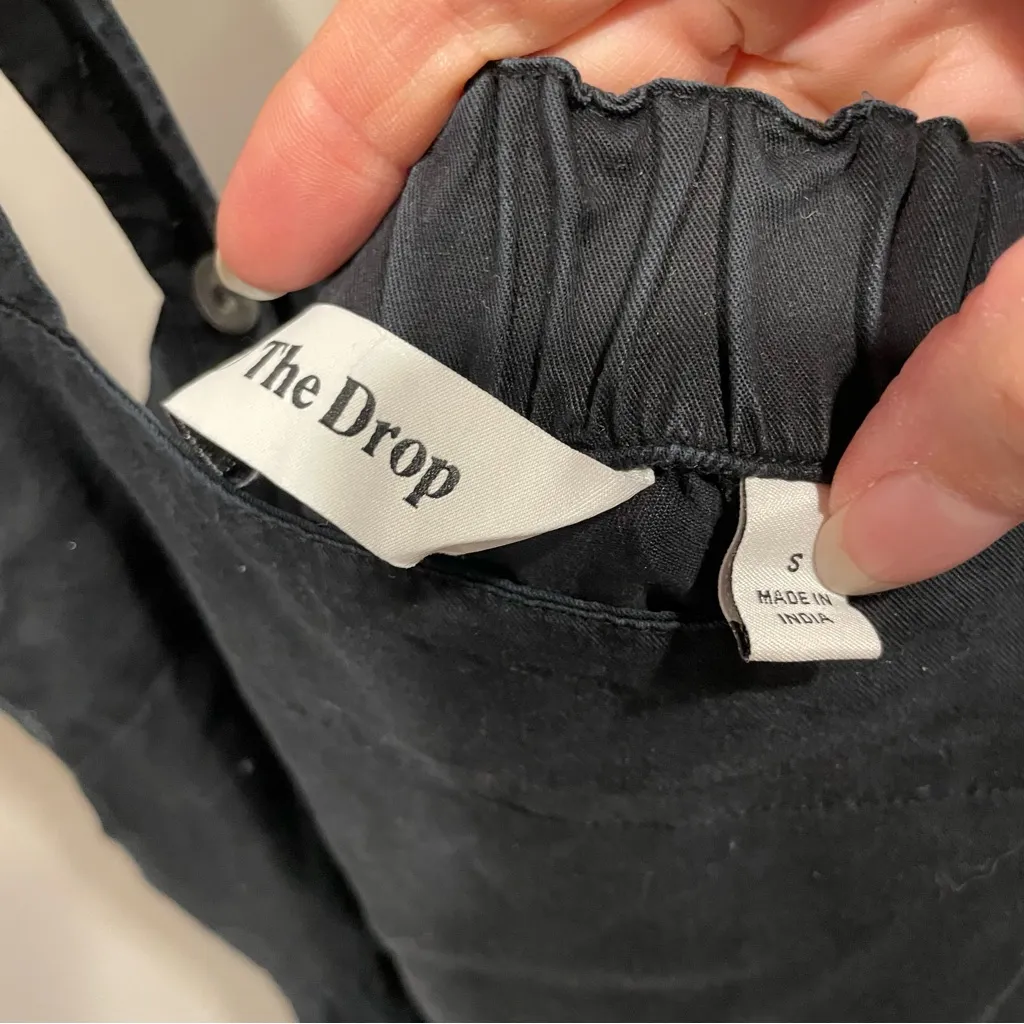 The Drop
S
MADE IN
INDIA